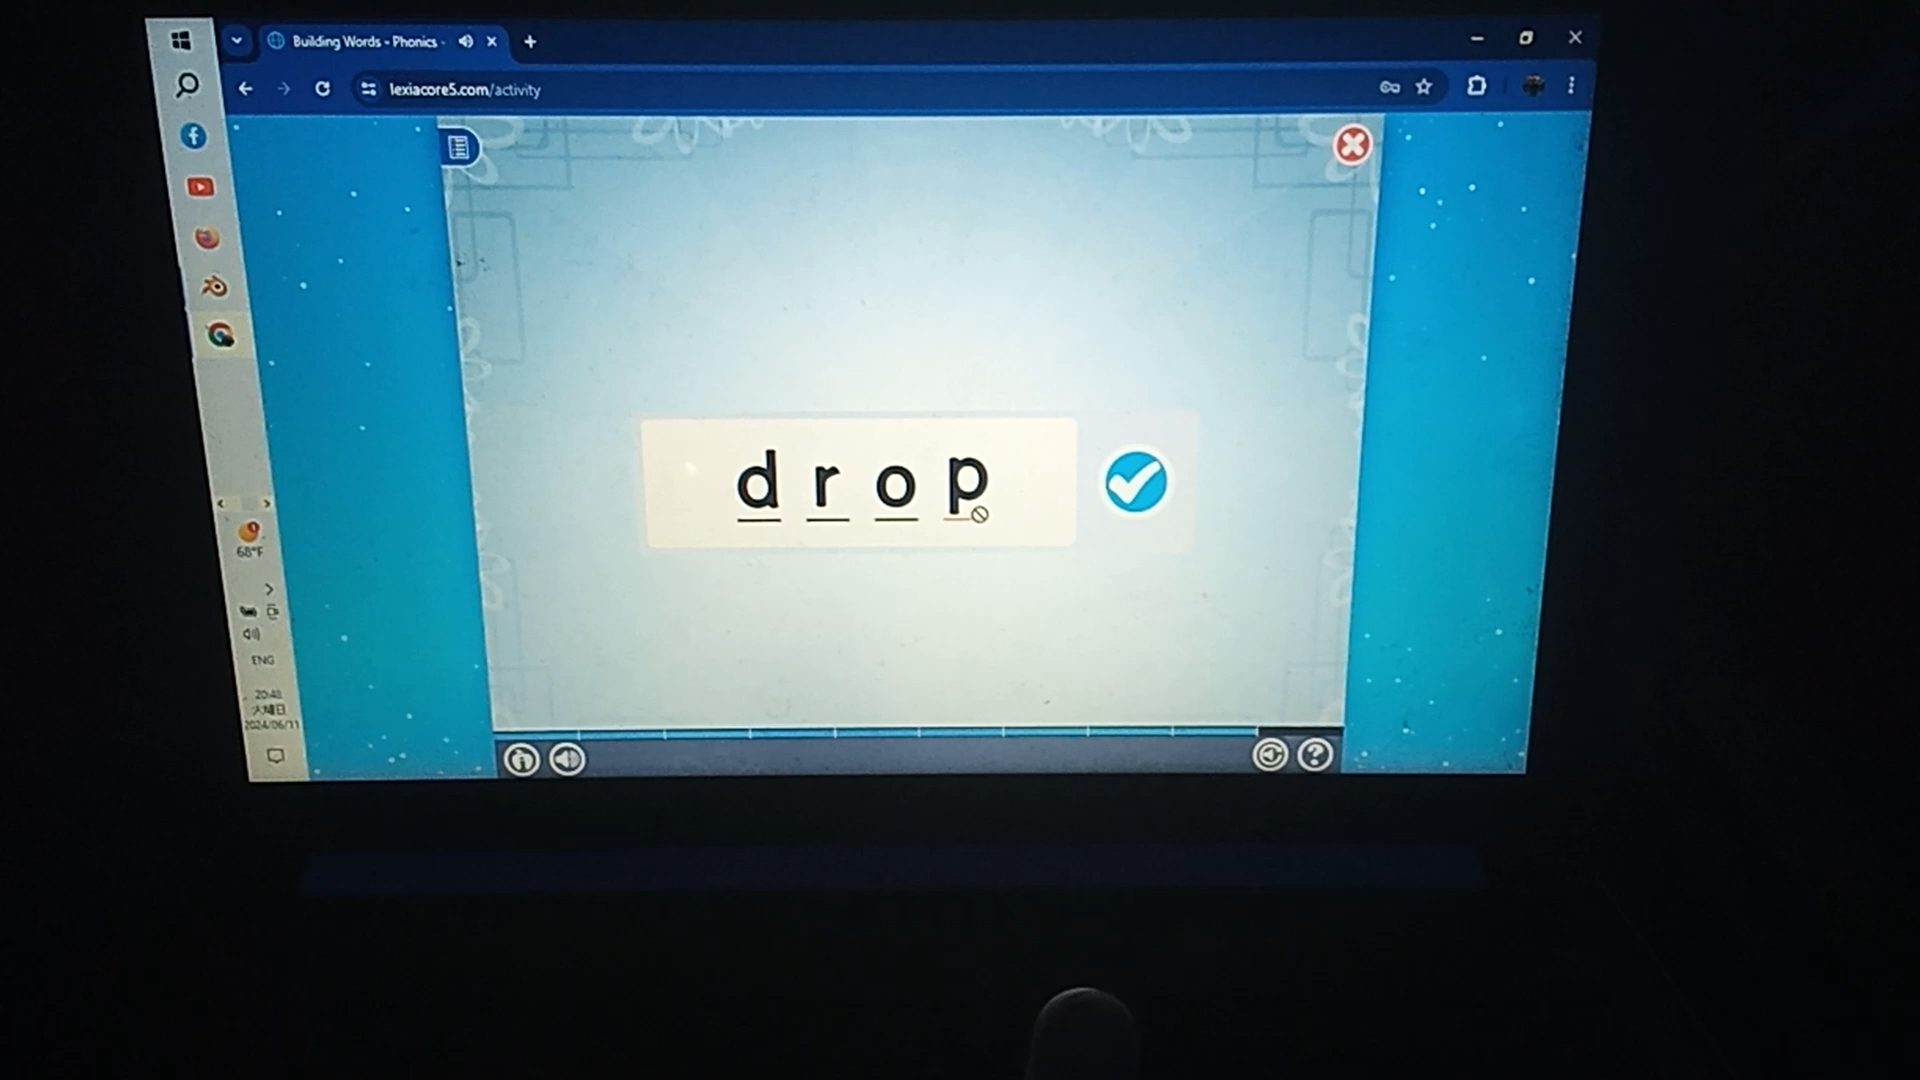 Building Words - Phonics -
lexiacore5.com/activity
d r o p
68°F
ENG
20:48
火曜日
2024/06/11